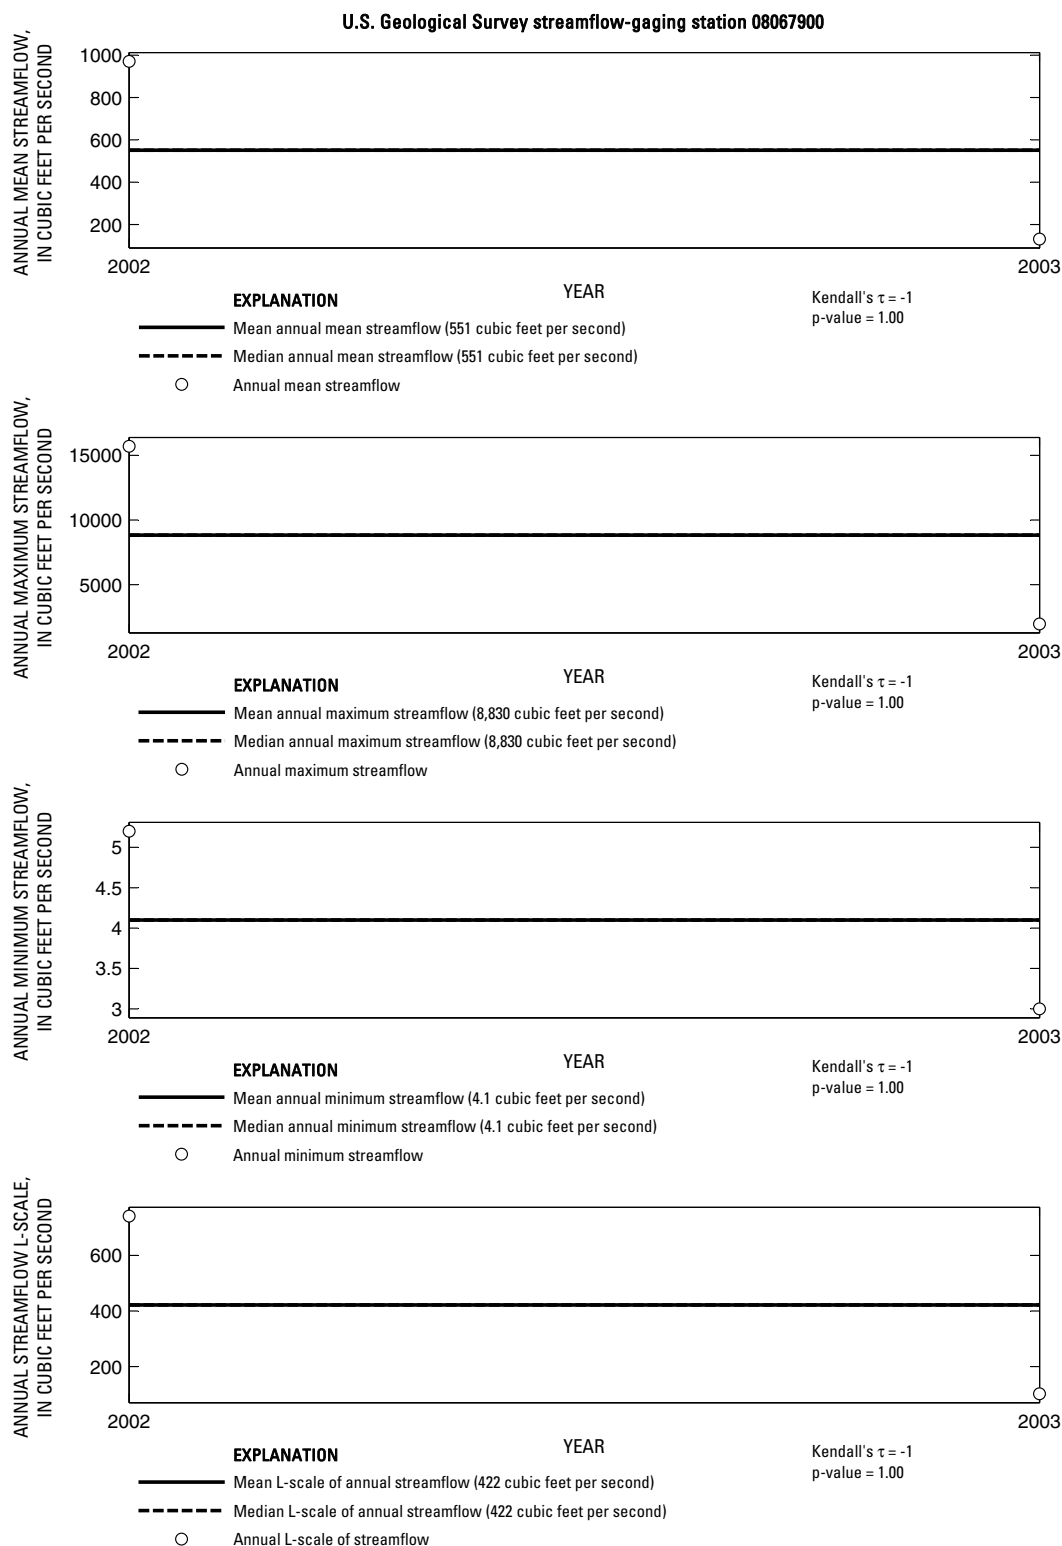 U.S. Geological Survey streamflow-gaging station 08067900
ANNUAL MEAN STREAMFLOW,
IN CUBIC FEET PER SECOND
1000
800
600
400
200
2002
2003
YEAR
EXPLANATION
Mean annual mean streamflow (551 cubic feet per second)
Median annual mean streamflow (551 cubic feet per second)
Annual mean streamflow
Kendall's τ = -1
p-value = 1.00
ANNUAL MAXIMUM STREAMFLOW,
IN CUBIC FEET PER SECOND
15000
10000
5000
2002
2003
YEAR
EXPLANATION
Mean annual maximum streamflow (8,830 cubic feet per second)
Median annual maximum streamflow (8,830 cubic feet per second)
Annual maximum streamflow
Kendall's τ = -1
p-value = 1.00
ANNUAL MINIMUM STREAMFLOW,
IN CUBIC FEET PER SECOND
5
4.5
4
3.5
3
2002
2003
YEAR
EXPLANATION
Mean annual minimum streamflow (4.1 cubic feet per second)
Median annual minimum streamflow (4.1 cubic feet per second)
Annual minimum streamflow
Kendall's τ = -1
p-value = 1.00
ANNUAL STREAMFLOW L-SCALE,
IN CUBIC FEET PER SECOND
600
400
200
2002
2003
YEAR
EXPLANATION
Mean L-scale of annual streamflow (422 cubic feet per second)
Median L-scale of annual streamflow (422 cubic feet per second)
Annual L-scale of streamflow
Kendall's τ = -1
p-value = 1.00